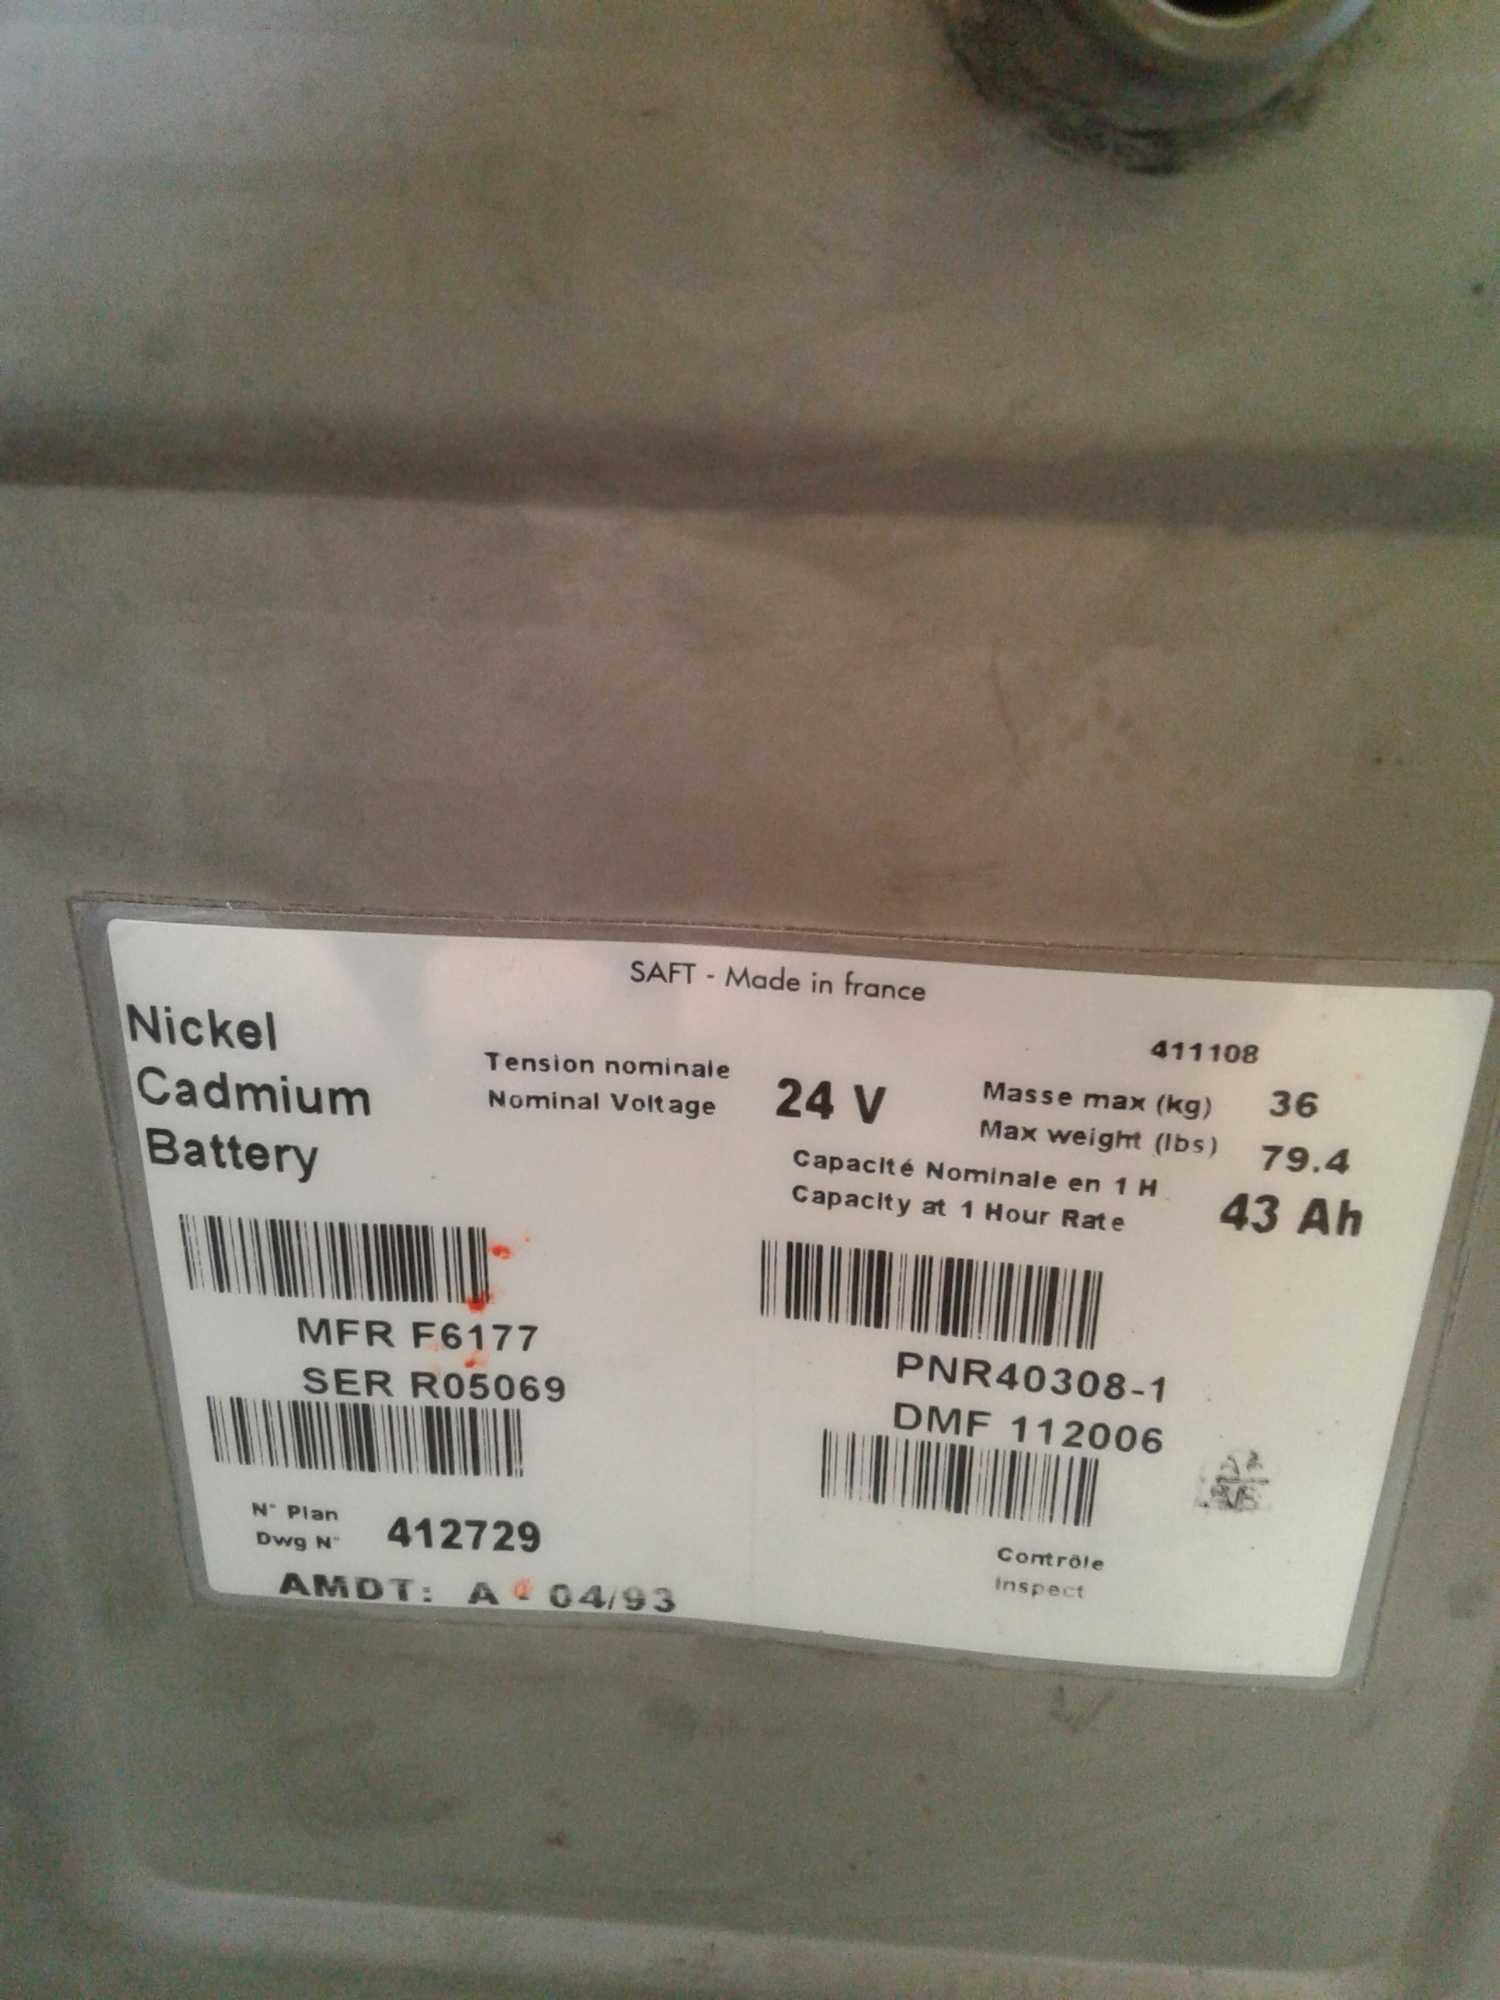 SAFT - Made in france
Nickel
Cadmium
Battery
Tension nominale
Nominal Voltage
24 V
411108
Masse max (kg) 36
Max weight (lbs) 79.4
Capacité Nominale en 1 H
Capacity at 1 Hour Rate
43 Ah
MFR F6177
SER R05069
PNR40308-1
DMF 112006
N° Plan
Dwg N°
412729
AMDT: A - 04/93
Contrôle
Inspect